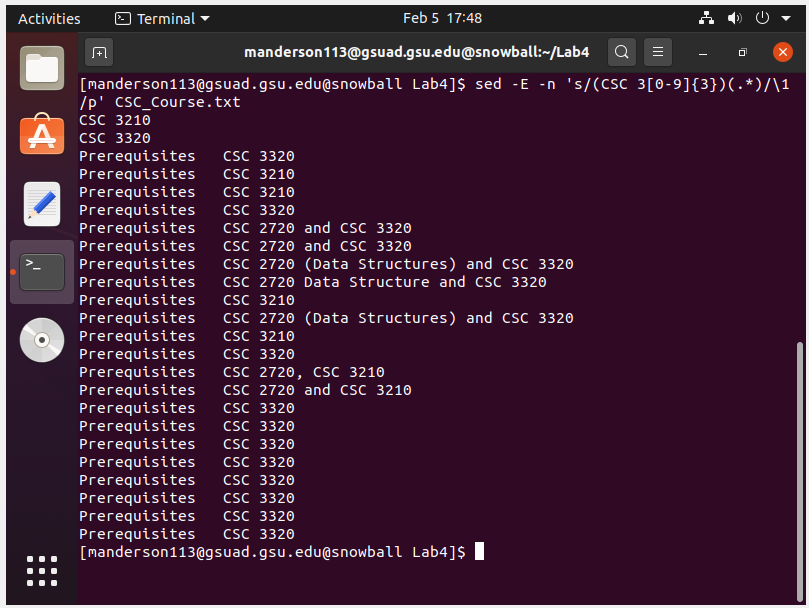 Activities Terminal Feb 5 17:48
manderson113@gsuad.gsu.edu@snowball:~/Lab4
[manderson113@gsuad.gsu.edu@snowball Lab4]$ sed -E -n 's/(CSC 3[0-9]{3})(.*)/\1
/p' CSC_Course.txt
CSC 3210
CSC 3320
Prerequisites   CSC 3320
Prerequisites   CSC 3210
Prerequisites   CSC 3210
Prerequisites   CSC 3320
Prerequisites   CSC 2720 and CSC 3320
Prerequisites   CSC 2720 and CSC 3320
Prerequisites   CSC 2720 (Data Structures) and CSC 3320
Prerequisites   CSC 2720 Data Structure and CSC 3320
Prerequisites   CSC 3210
Prerequisites   CSC 2720 (Data Structures) and CSC 3320
Prerequisites   CSC 3210
Prerequisites   CSC 3320
Prerequisites   CSC 2720, CSC 3210
Prerequisites   CSC 2720 and CSC 3210
Prerequisites   CSC 3320
Prerequisites   CSC 3320
Prerequisites   CSC 3320
Prerequisites   CSC 3320
Prerequisites   CSC 3320
Prerequisites   CSC 3320
Prerequisites   CSC 3320
Prerequisites   CSC 3320
[manderson113@gsuad.gsu.edu@snowball Lab4]$